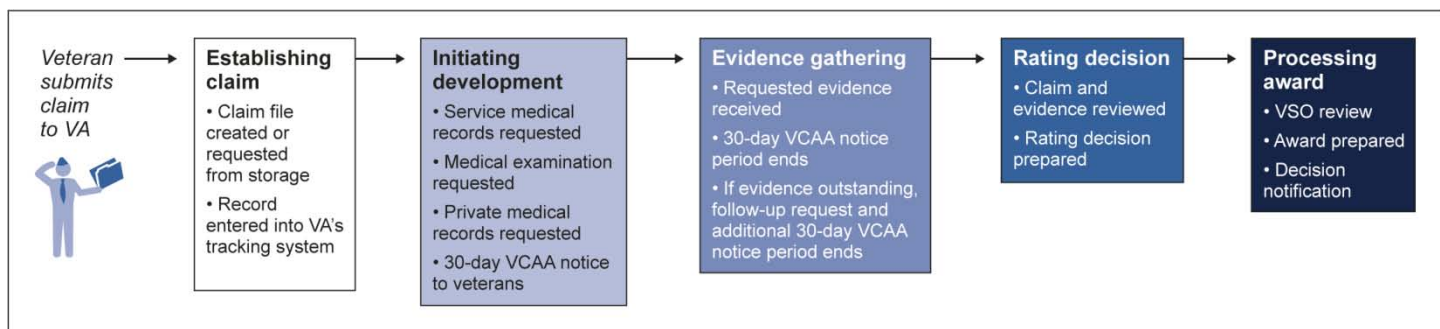 Veteran
submits
claim
to VA
Establishing
claim
• Claim file
created or
requested
from storage
• Record
entered into VA's
tracking system
Initiating
development
• Service medical
records requested
• Medical examination
requested
• Private medical
records requested
• 30-day VCAA notice
to veterans
Evidence gathering
• Requested evidence
received
• 30-day VCAA notice
period ends
• If evidence outstanding,
follow-up request and
additional 30-day VCAA
notice period ends
Rating decision
• Claim and
evidence reviewed
• Rating decision
prepared
Processing
award
• VSO review
• Award prepared
• Decision
notification